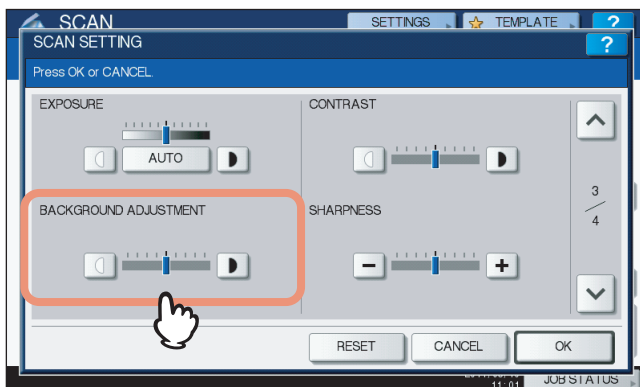 SCAN
SETTINGS
TEMPLATE
?
SCAN SETTING
?
Press OK or CANCEL.
EXPOSURE
CONTRAST
AUTO
3
4
BACKGROUND ADJUSTMENT
SHARPNESS
RESET
CANCEL
OK
11:01
JOB STATUS